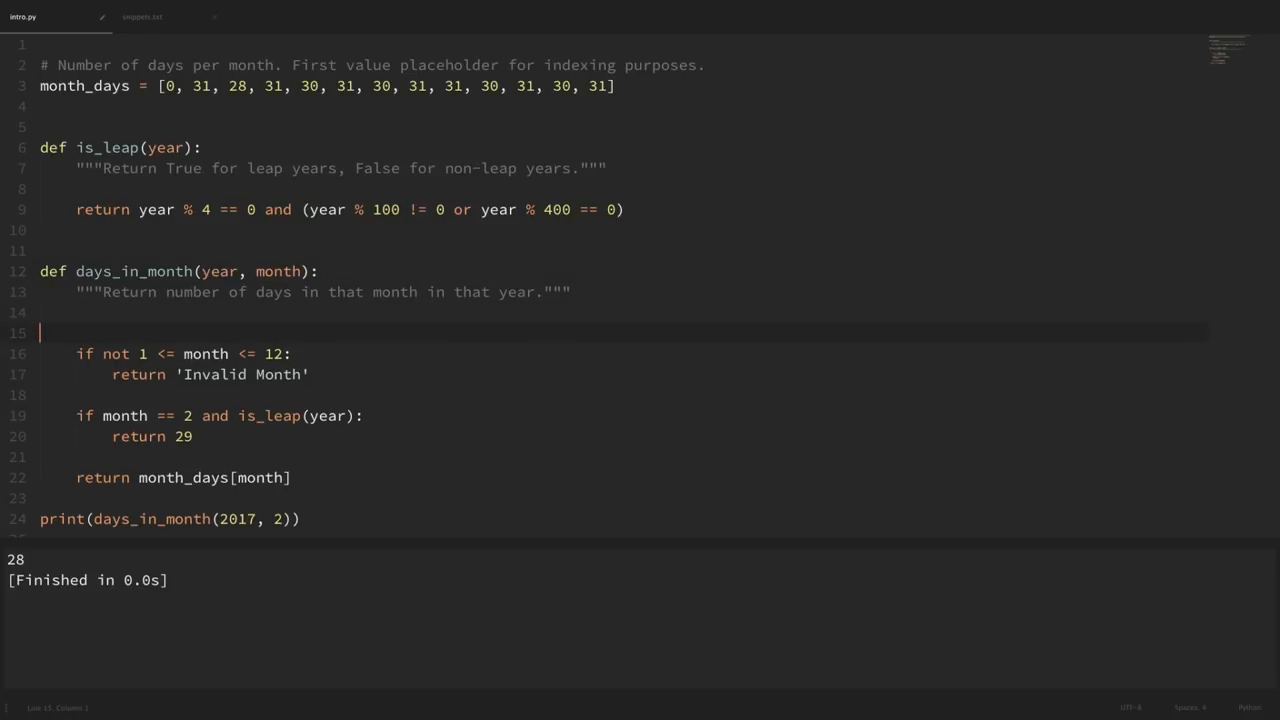 intro.py
snippets.txt
1
2 # Number of days per month. First value placeholder for indexing purposes.
3 month_days = [0, 31, 28, 31, 30, 31, 30, 31, 31, 30, 31, 30, 31]
4
5
6 def is_leap(year):
7 """Return True for leap years, False for non-leap years."""
8
9 return year % 4 == 0 and (year % 100 != 0 or year % 400 == 0)
10
11
12 def days_in_month(year, month):
13 """Return number of days in that month in that year."""
14
15
16 if not 1 <= month <= 12:
17 return 'Invalid Month'
18
19 if month == 2 and is_leap(year):
20 return 29
21
22 return month_days[month]
23
24 print(days_in_month(2017, 2))
28
[Finished in 0.0s]
Line 15, Column 1
UTF-8
Spaces: 4
Python